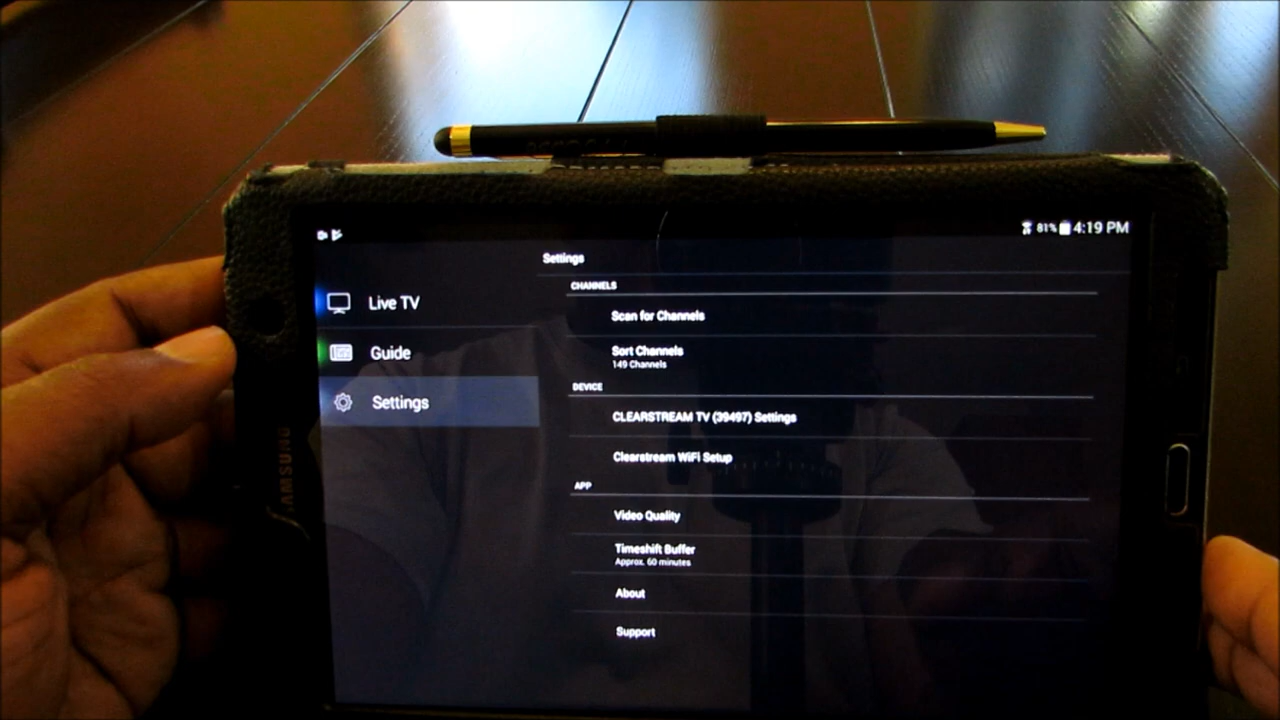 81% 4:19 PM
Settings
Live TV
Guide
Settings
CHANNELS
Scan for Channels
Sort Channels
149 Channels
DEVICE
CLEARSTREAM TV (39497) Settings
Clearstream WiFi Setup
APP
Video Quality
Timeshift Buffer
Approx. 60 minutes
About
Support
SAMSUNG